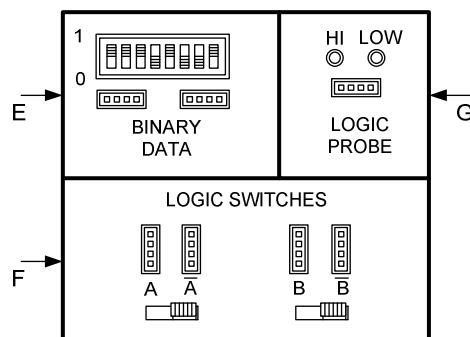 1
0
HI LOW
E
G
BINARY
DATA
LOGIC
PROBE
LOGIC SWITCHES
F
A A̅ B B̅